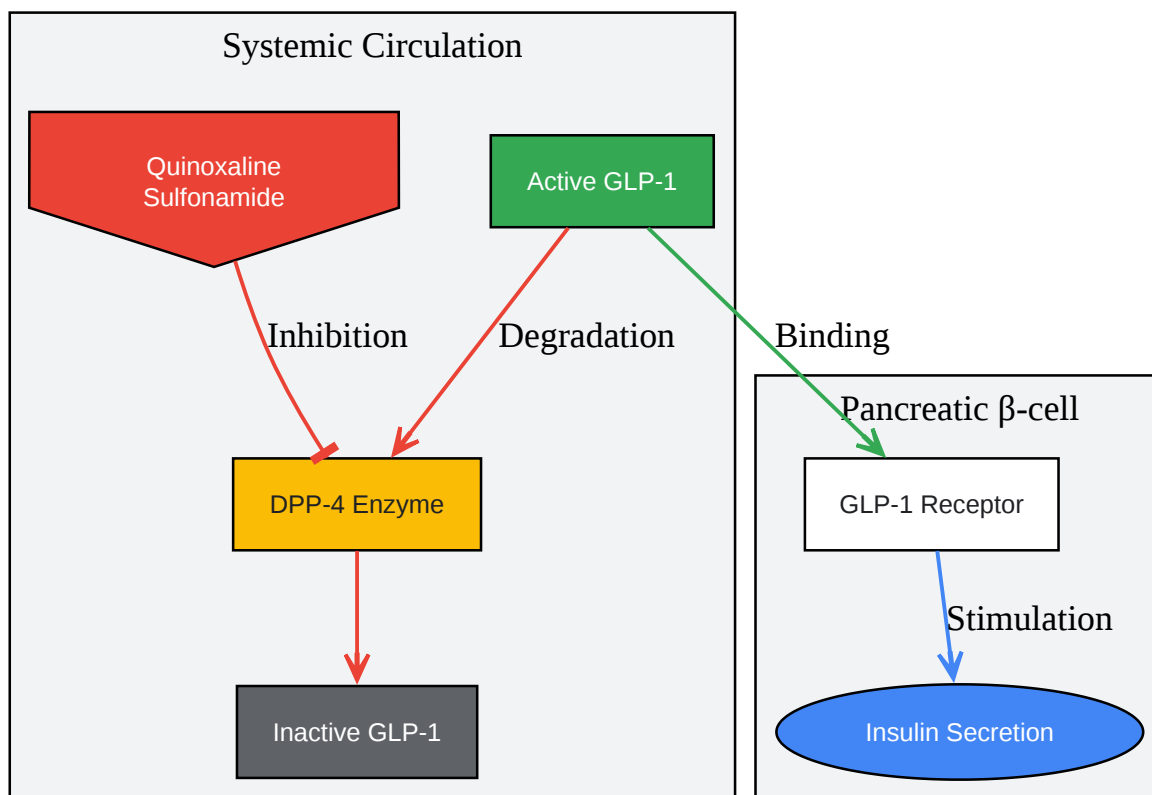 Systemic Circulation
Quinoxaline
Sulfonamide
Active GLP-1
Inhibition
Degradation
Binding
Pancreatic β-cell
DPP-4 Enzyme
GLP-1 Receptor
Stimulation
Inactive GLP-1
Insulin Secretion